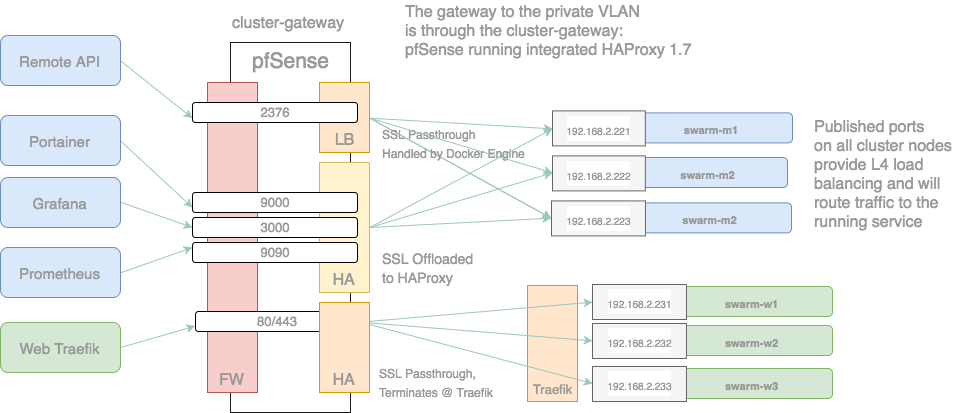 cluster-gateway
The gateway to the private VLAN
is through the cluster-gateway:
pfSense running integrated HAProxy 1.7
Remote API
Portainer
Grafana
Prometheus
Web Traefik
pfSense
2376
LB
9000
3000
9090
HA
80/443
FW
HA
SSL Passthrough
Handled by Docker Engine
SSL Offloaded
to HAProxy
SSL Passthrough,
Terminates @ Traefik
192.168.2.221
swarm-m1
192.168.2.222
swarm-m2
192.168.2.223
swarm-m2
Published ports
on all cluster nodes
provide L4 load
balancing and will
route traffic to the
running service
Traefik
192.168.2.231
swarm-w1
192.168.2.232
swarm-w2
192.168.2.233
swarm-w3